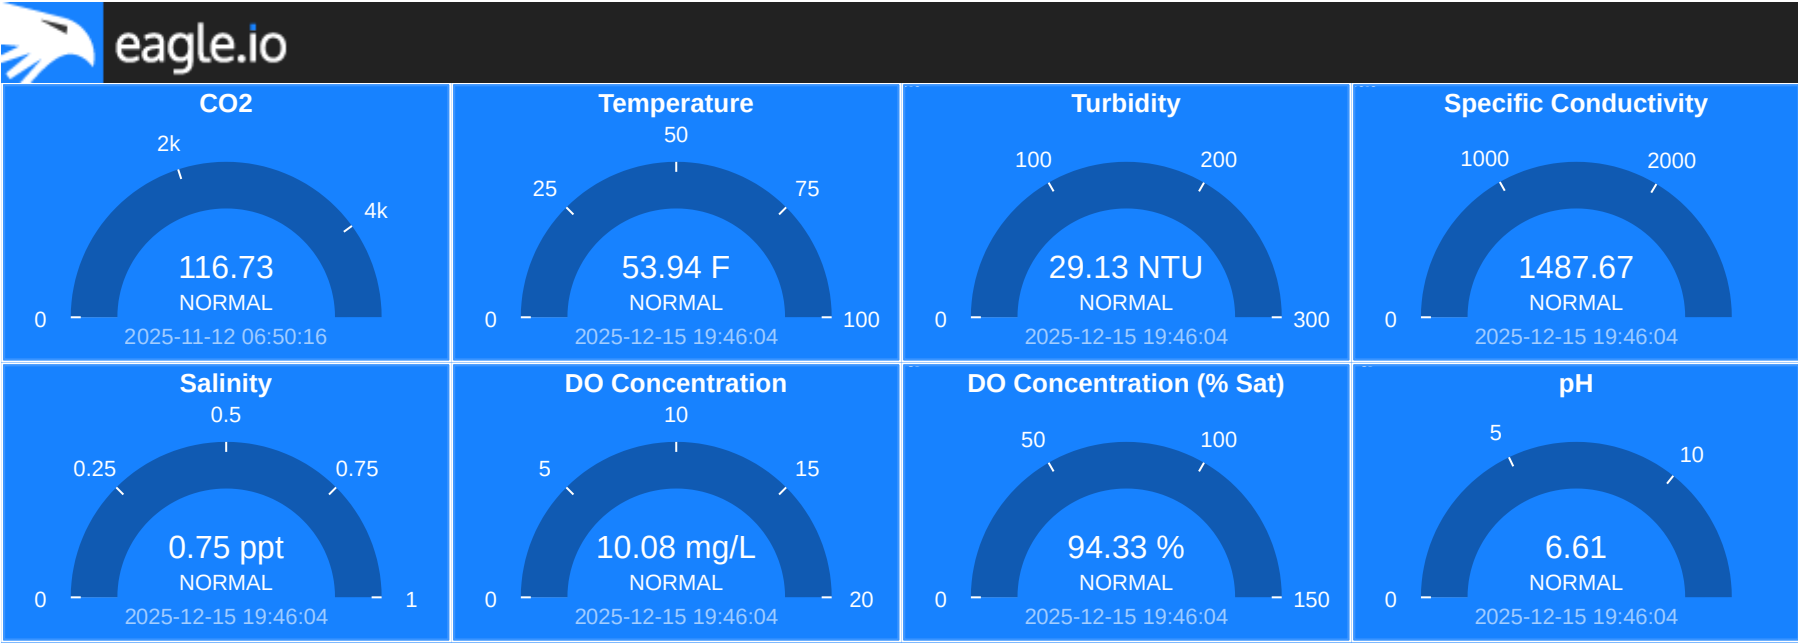 eagle.io
CO2
2k
4k
116.73
NORMAL
0
2025-11-12 06:50:16
Temperature
50
25
75
53.94 F
NORMAL
0
100
2025-12-15 19:46:04
Turbidity
100
200
29.13 NTU
NORMAL
0
300
2025-12-15 19:46:04
Specific Conductivity
1000
2000
1487.67
NORMAL
0
2025-12-15 19:46:04
Salinity
0.5
0.25
0.75
0.75 ppt
NORMAL
0
1
2025-12-15 19:46:04
DO Concentration
10
5
15
10.08 mg/L
NORMAL
0
20
2025-12-15 19:46:04
DO Concentration (% Sat)
50
100
94.33 %
NORMAL
0
150
2025-12-15 19:46:04
pH
5
10
6.61
NORMAL
0
2025-12-15 19:46:04